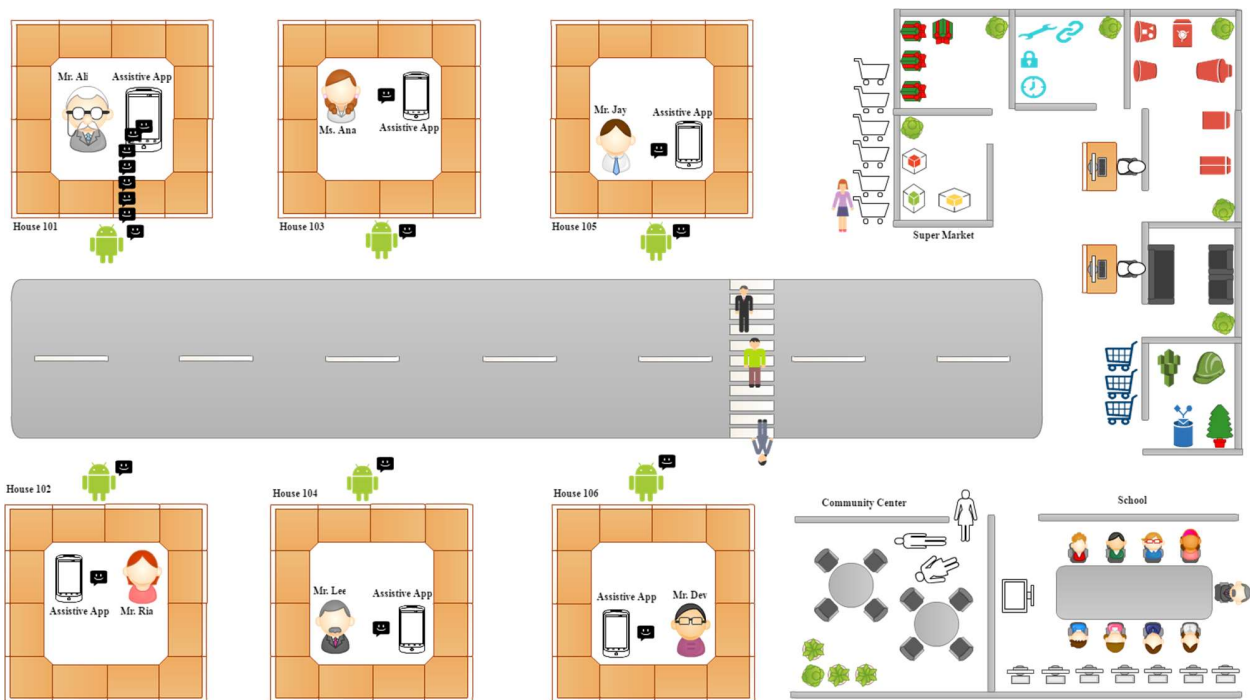 Mr. Ali
Assistive App
House 101
Ms. Ana
Assistive App
House 103
Mr. Jay
Assistive App
House 105
Super Market
House 102
Assistive App
Mr. Ria
House 104
Mr. Lee
Assistive App
House 106
Assistive App
Mr. Dev
Community Center
School